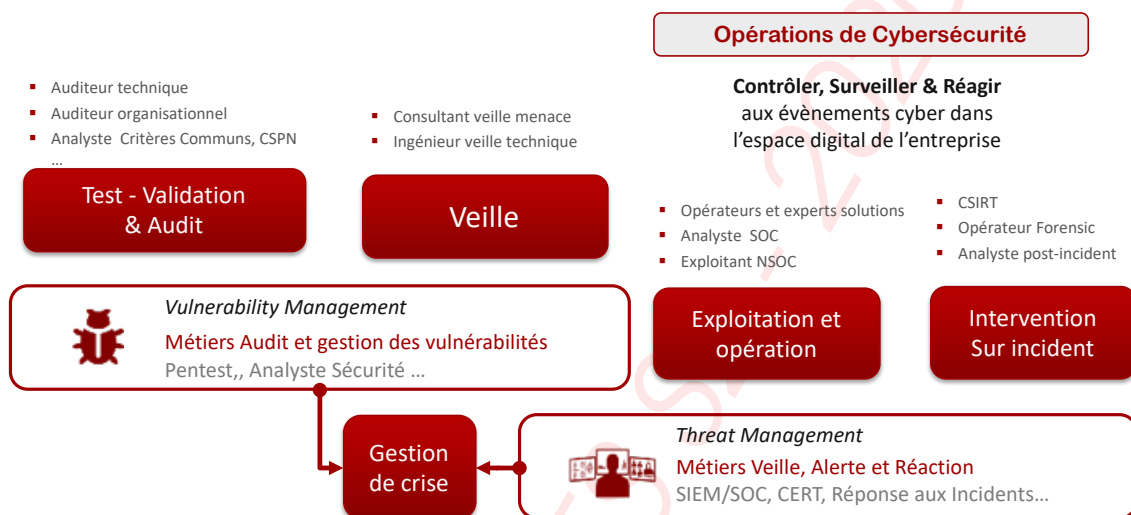 Opérations de Cybersécurité
Contrôler, Surveiller & Réagir
aux évènements cyber dans
l'espace digital de l'entreprise
▪ Auditeur technique
▪ Auditeur organisationnel
▪ Analyste Critères Communs, CSPN
...
Test - Validation
& Audit
▪ Consultant veille menace
▪ Ingénieur veille technique
Veille
▪ Opérateurs et experts solutions
▪ Analyste SOC
▪ Exploitant NSOC
Exploitation et
opération
▪ CSIRT
▪ Opérateur Forensic
▪ Analyste post-incident
Intervention
Sur incident
Vulnerability Management
Métiers Audit et gestion des vulnérabilités
Pentest,, Analyste Sécurité ...
Gestion
de crise
Threat Management
Métiers Veille, Alerte et Réaction
SIEM/SOC, CERT, Réponse aux Incidents...